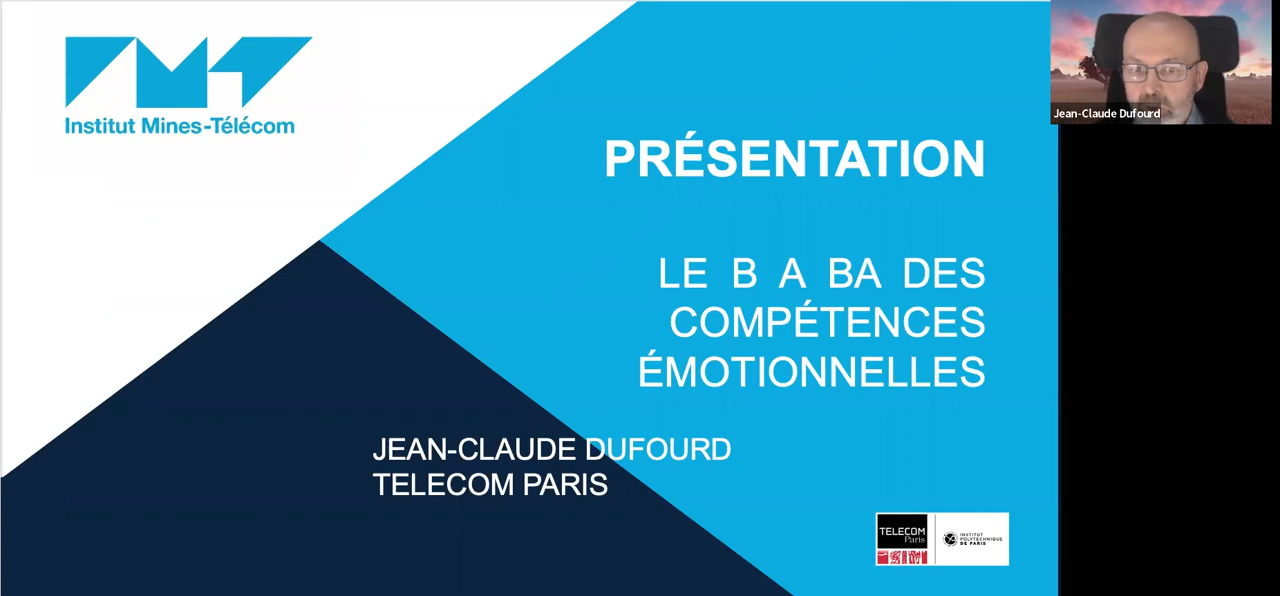 Institut Mines-Télécom
Jean-Claude Dufourd
PRÉSENTATION
LE B A BA DES
COMPÉTENCES
ÉMOTIONNELLES
JEAN-CLAUDE DUFOURD
TELECOM PARIS
TELECOM
Paris
INSTITUT
POLYTECHNIQUE
DE PARIS